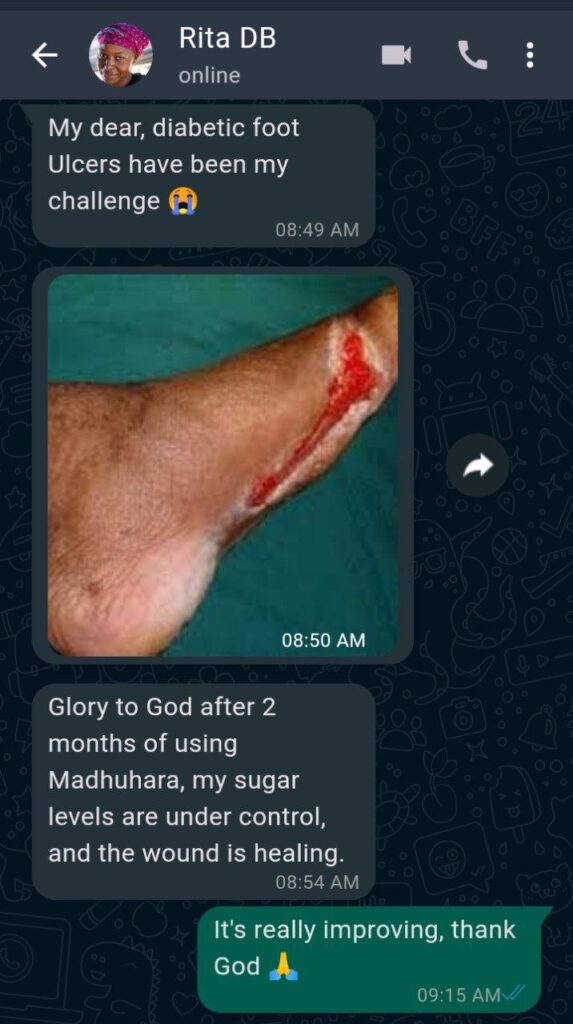 Rita DB
online
My dear, diabetic foot
Ulcers have been my
challenge 😭
08:49 AM
08:50 AM
Glory to God after 2
months of using
Madhuhara, my sugar
levels are under control,
and the wound is healing.
08:54 AM
It's really improving, thank
God 🙏
09:15 AM